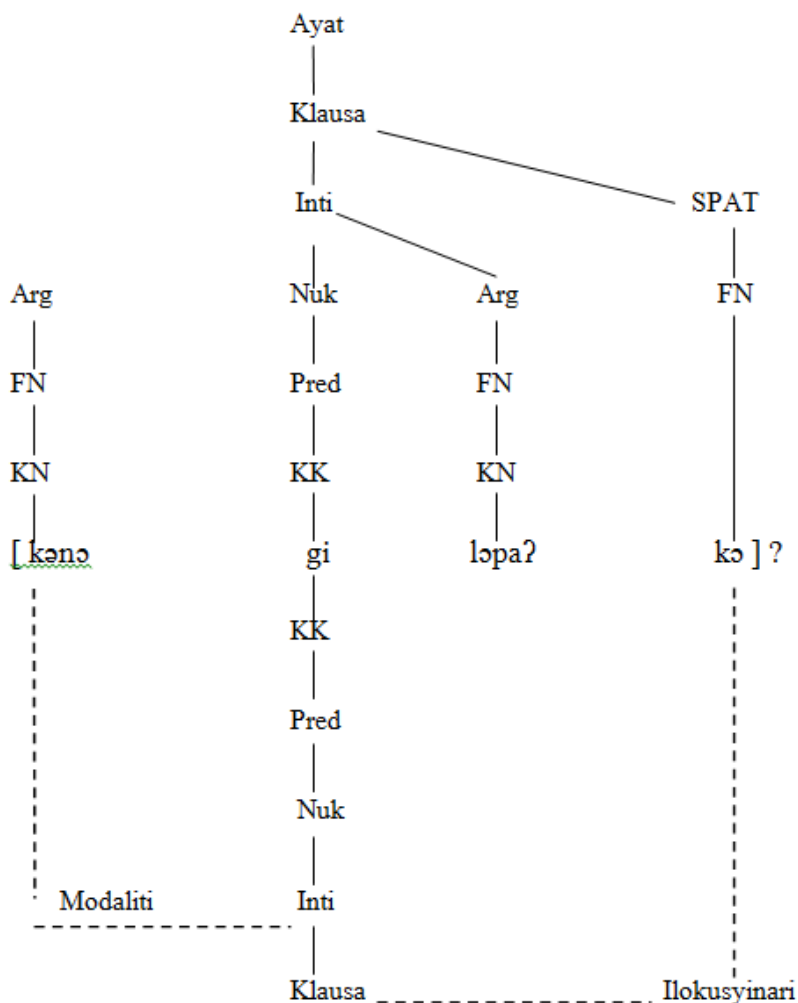 Ayat
Klausa
Inti SPAT
Arg Nuk Arg FN
FN Pred FN
KN KK KN
[ kənɔ gi lɔpaʔ kɔ ] ?
KK
Pred
Nuk
Modaliti Inti
Klausa Ilokusyinari